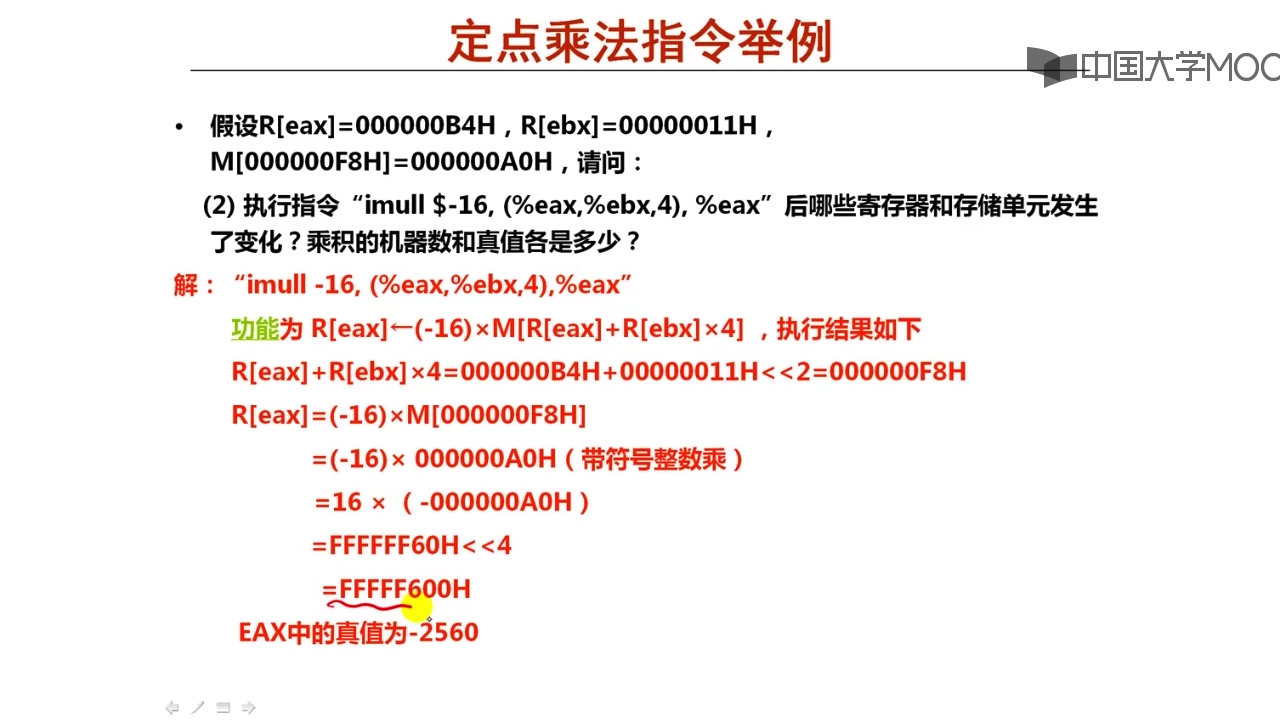 定点乘法指令举例
中国大学MOO
• 假设R[eax]=000000B4H，R[ebx]=00000011H，
M[000000F8H]=000000A0H，请问：
(2) 执行指令“imull $-16, (%eax,%ebx,4), %eax”后哪些寄存器和存储单元发生
了变化？乘积的机器数和真值各是多少？
解：“imull -16, (%eax,%ebx,4),%eax”
功能为 R[eax]←(-16)×M[R[eax]+R[ebx]×4] ，执行结果如下
R[eax]+R[ebx]×4=000000B4H+00000011H<<2=000000F8H
R[eax]=(-16)×M[000000F8H]
=(-16)× 000000A0H（带符号整数乘）
=16 ×（-000000A0H）
=FFFFFF60H<<4
=FFFFF600H
EAX中的真值为-2560